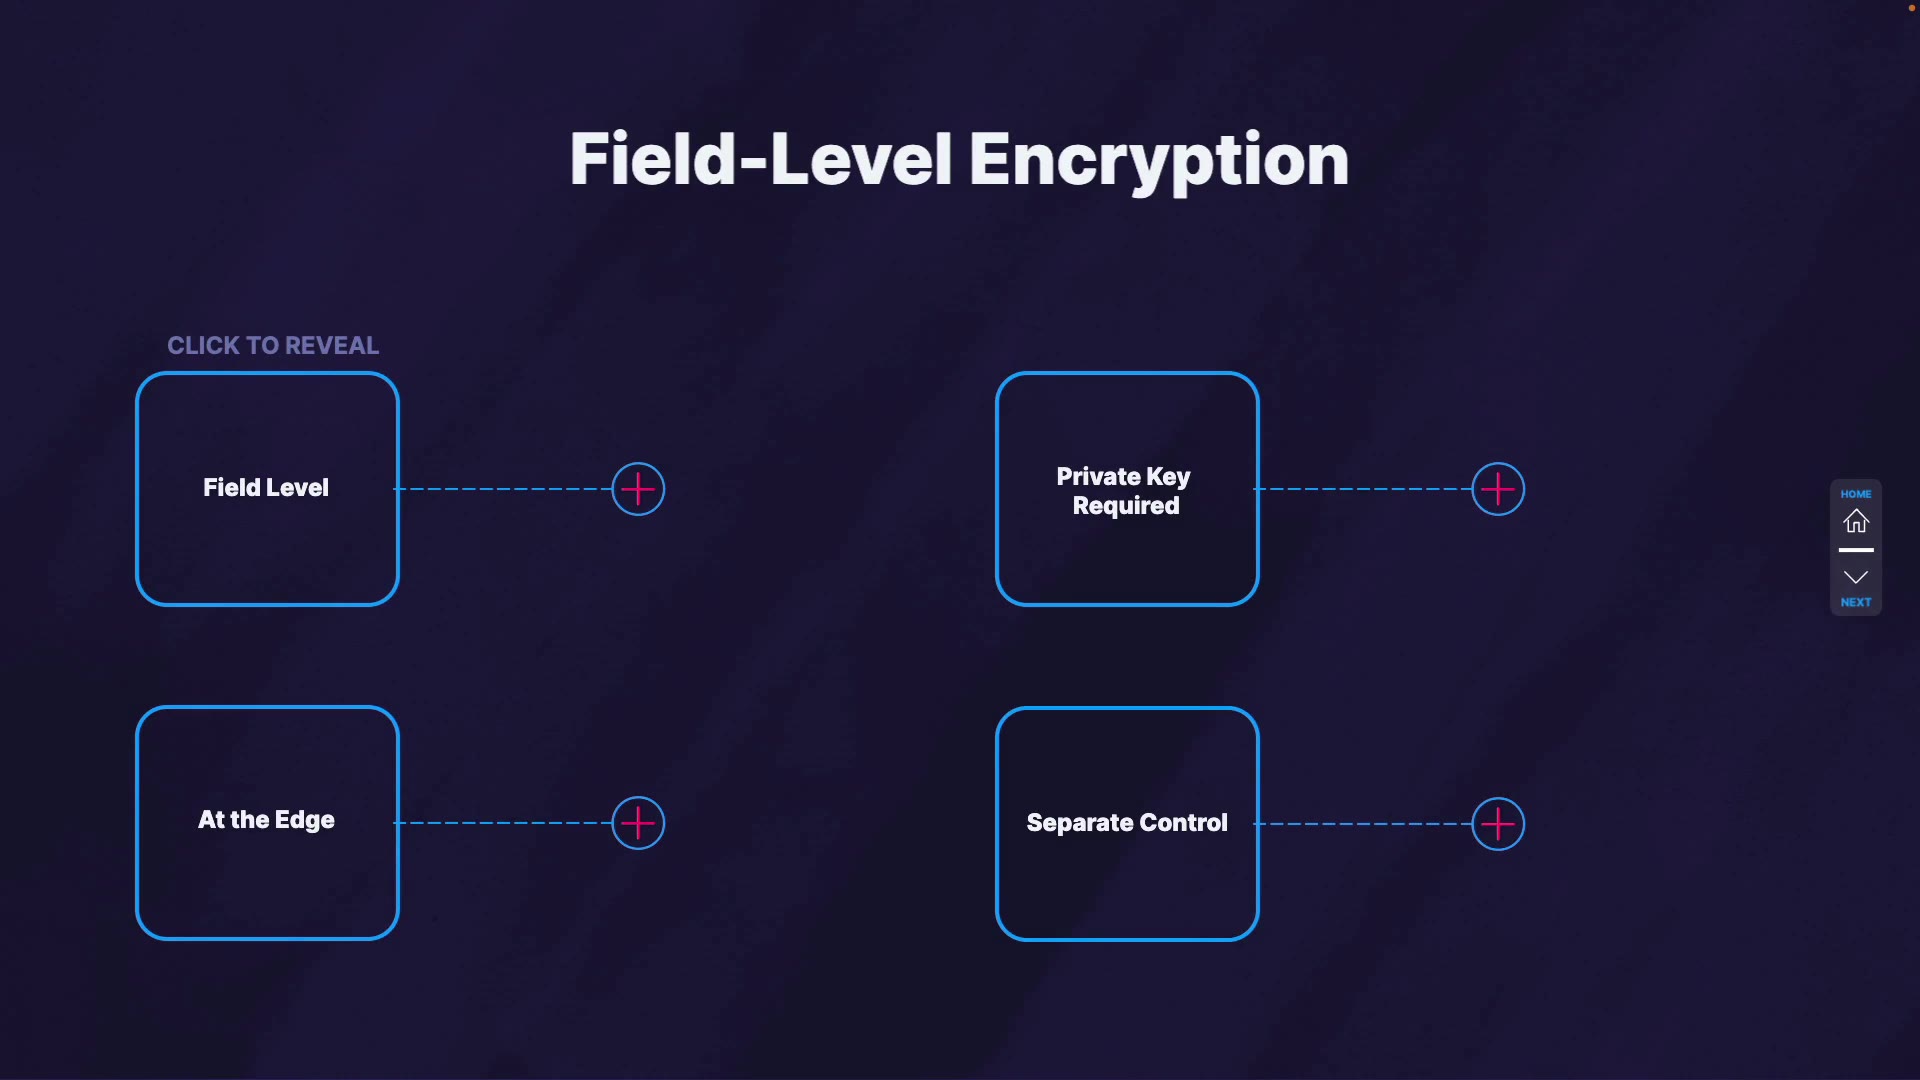 Field-Level Encryption
CLICK TO REVEAL
Field Level
Private Key
Required
At the Edge
Separate Control
HOME
NEXT